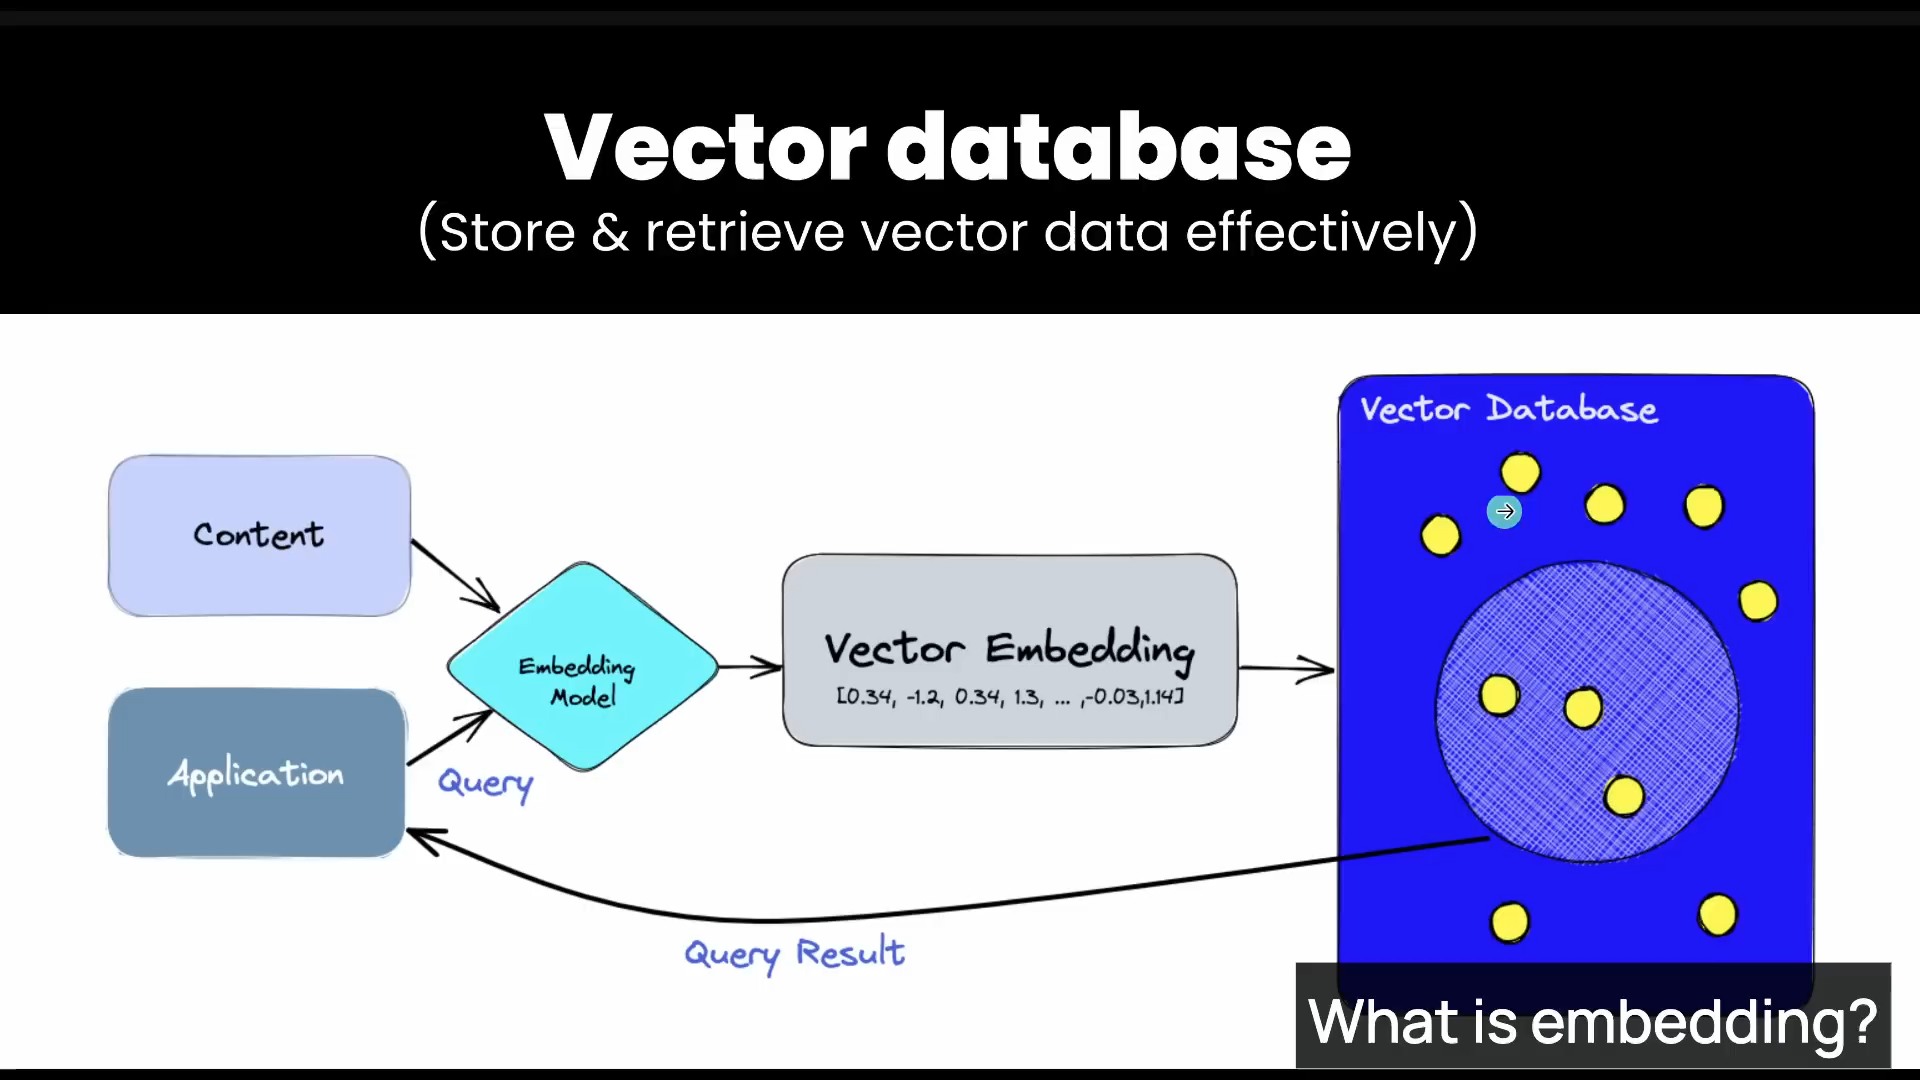 Vector database
(Store & retrieve vector data effectively)
Vector Database
Content
Embedding
Model
Vector Embedding
[0.34, -1.2, 0.34, 1.3, ... ,-0.03,1.14]
Application
Query
Query Result
What is embedding?